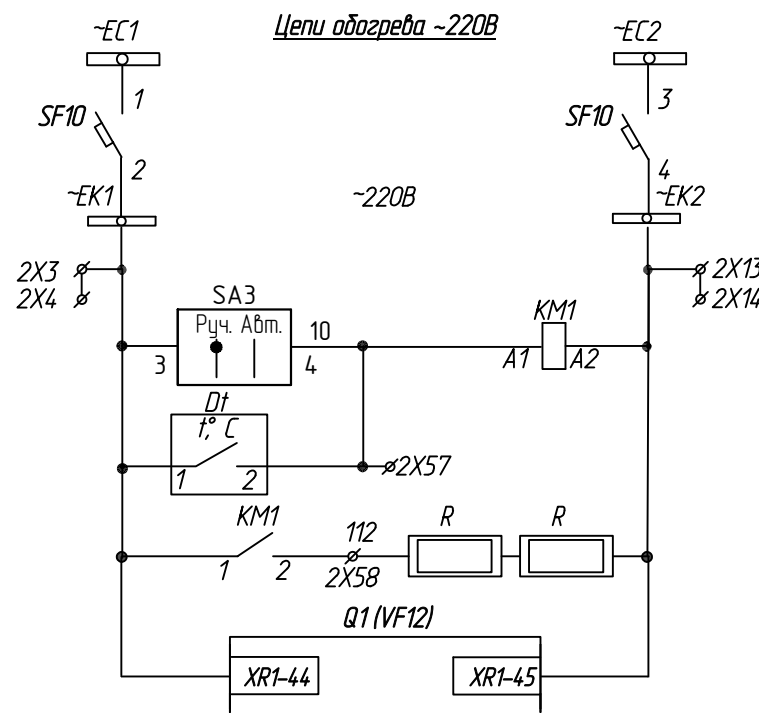 Цепи обогрева ~220В
~EC1
~EC2
1
3
SF10
SF10
2
4
~EK1
~220В
~EK2
2X3
2X4
2X13
2X14
SA3
Руч. Авт.
10
3
4
KM1
A1
A2
Dt
t,° C
1
2
2X57
KM1
112
R
R
1
2
2X58
Q1 (VF12)
XR1-44
XR1-45